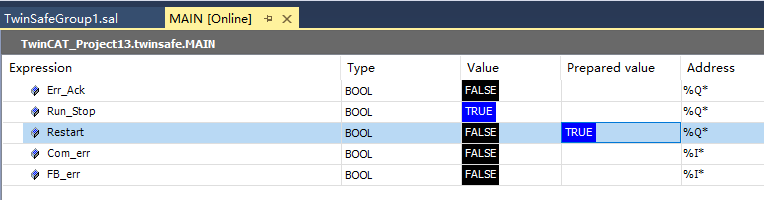 TwinSafeGroup1.sal MAIN [Online]
TwinCAT_Project13.twinsafe.MAIN
Expression Type Value Prepared value Address
Err_Ack BOOL FALSE %Q*
Run_Stop BOOL TRUE %Q*
Restart BOOL FALSE TRUE %Q*
Com_err BOOL FALSE %I*
FB_err BOOL FALSE %I*